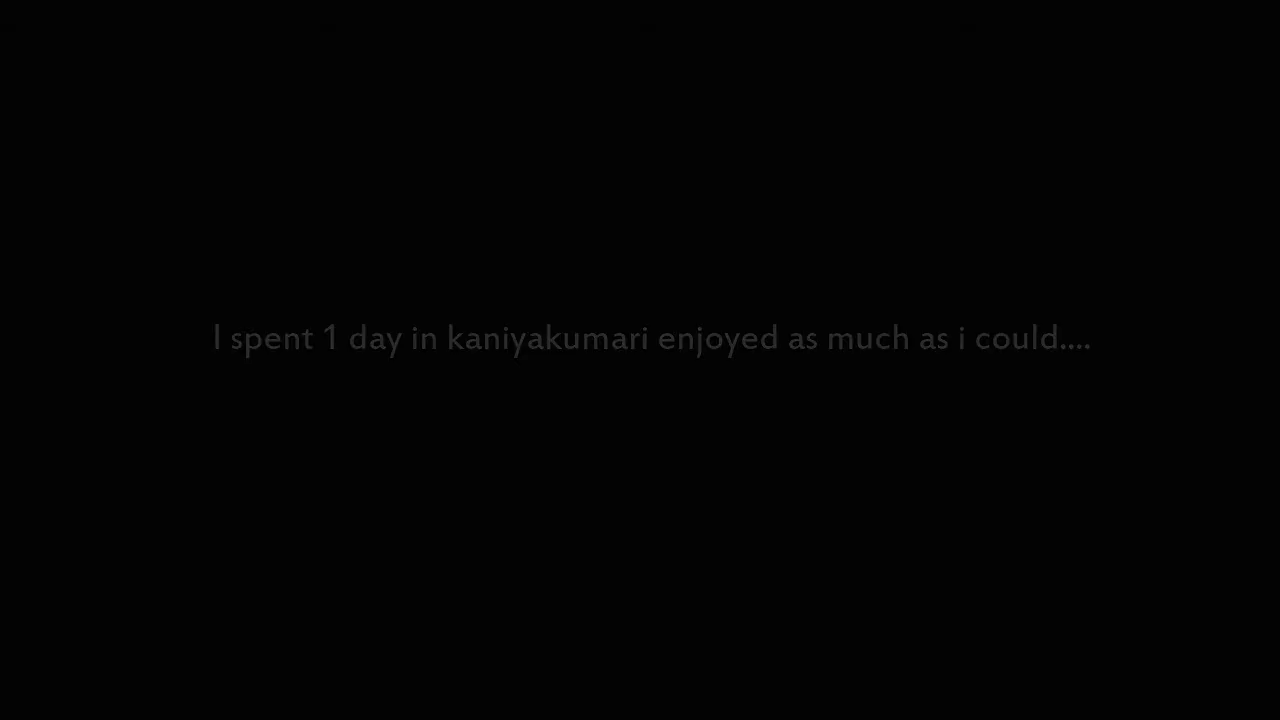 I spent 1 day in kaniyakumari enjoyed as much as i could....